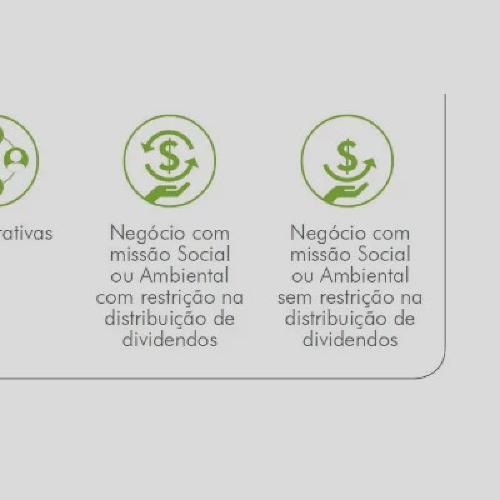 Negócio com
missão Social
ou Ambiental
com restrição na
distribuição de
dividendos
Negócio com
missão Social
ou Ambiental
sem restrição na
distribuição de
dividendos